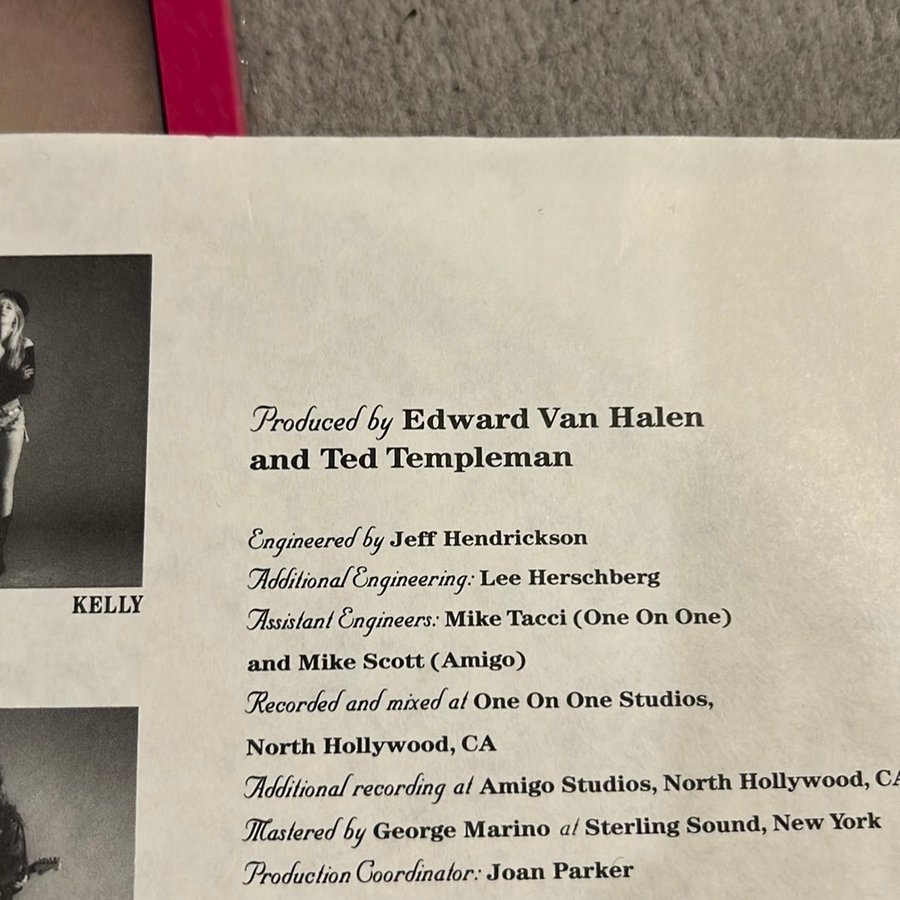 Produced by Edward Van Halen
and Ted Templeman
Engineered by Jeff Hendrickson
Additional Engineering: Lee Herschberg
KELLY
Assistant Engineers: Mike Tacci (One On One)
and Mike Scott (Amigo)
Recorded and mixed at One On One Studios,
North Hollywood, CA
Additional recording at Amigo Studios, North Hollywood, CA
Mastered by George Marino at Sterling Sound, New York
Production Coordinator: Joan Parker